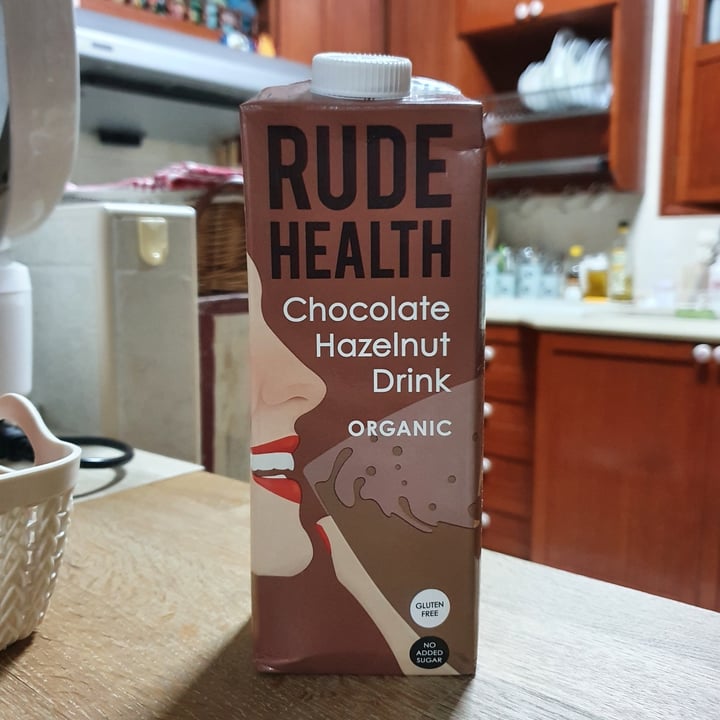 RUDE
HEALTH
Chocolate
Hazelnut
Drink
ORGANIC
GLUTEN
FREE
NO
ADDED
SUGAR